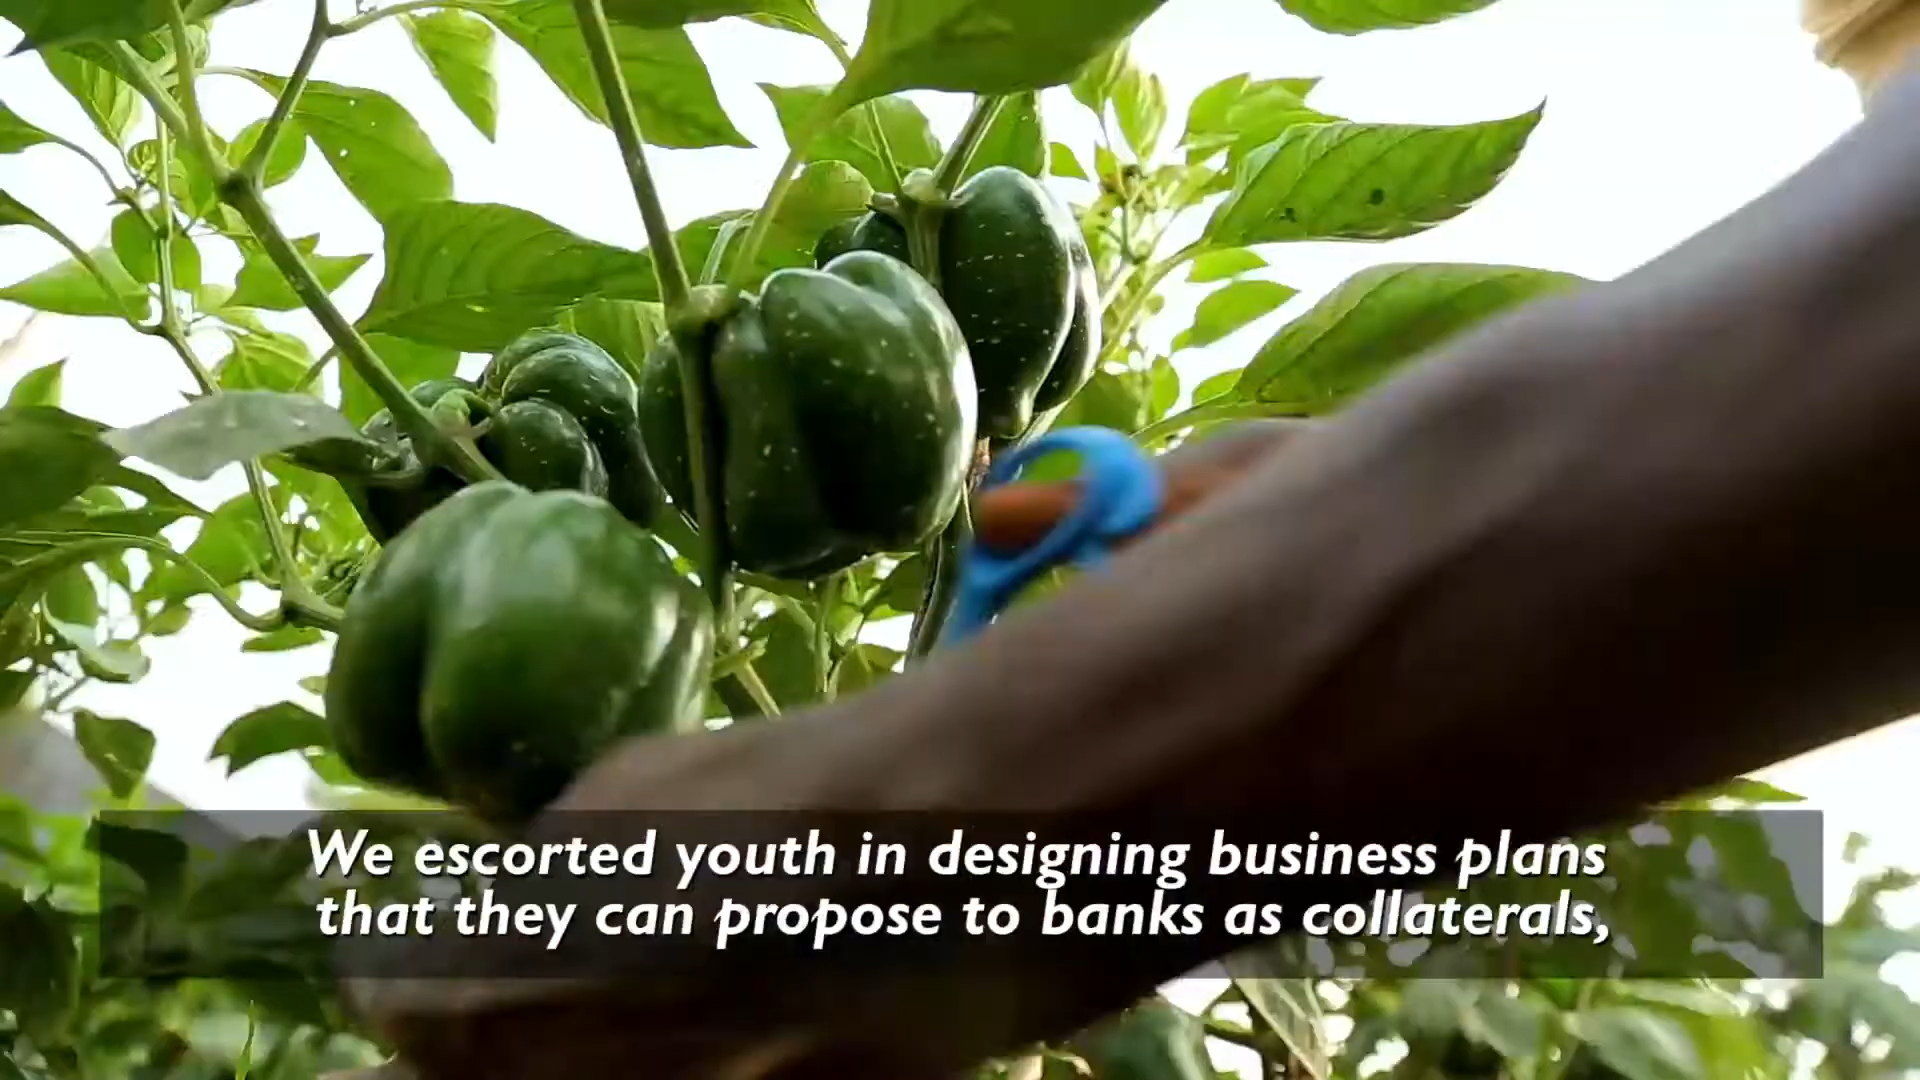 We escorted youth in designing business plans
that they can propose to banks as collaterals,